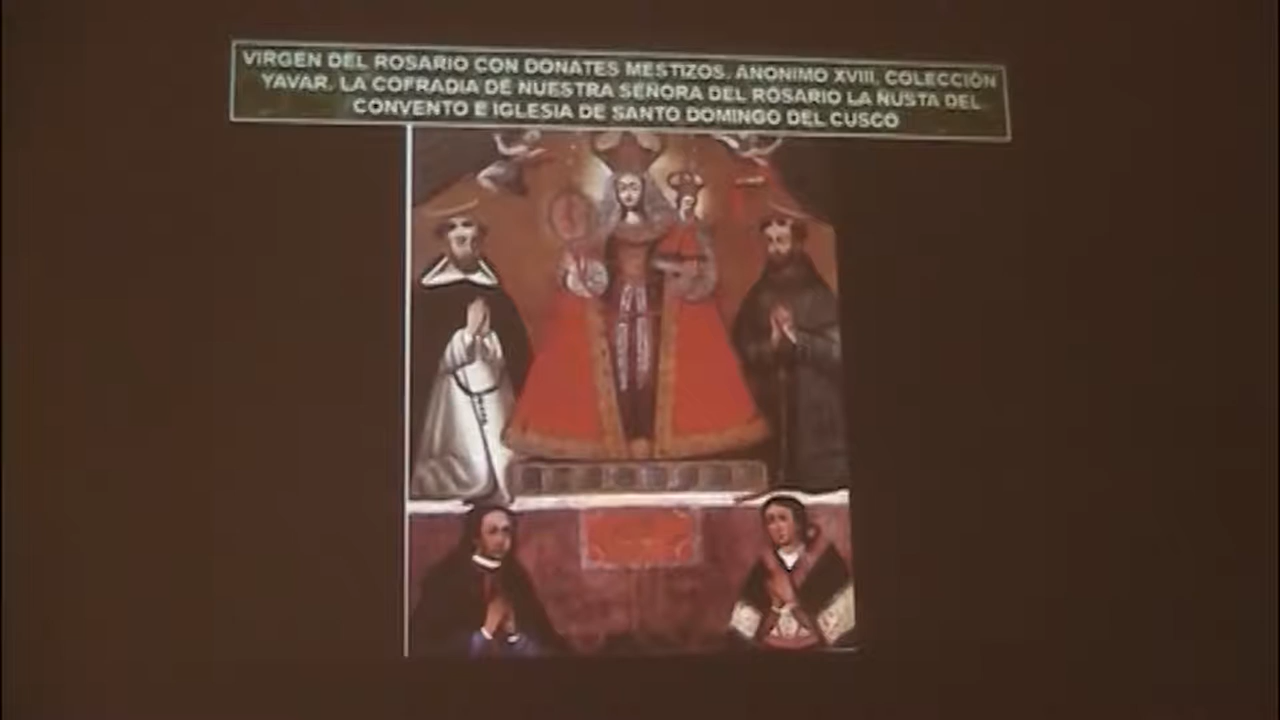 VIRGEN DEL ROSARIO CON DONATES MESTIZOS. ANONIMO XVIII. COLECCIÓN
YAVAR. LA COFRADIA DE NUESTRA SEÑORA DEL ROSARIO LA ÑUSTA DEL
CONVENTO E IGLESIA DE SANTO DOMINGO DEL CUSCO